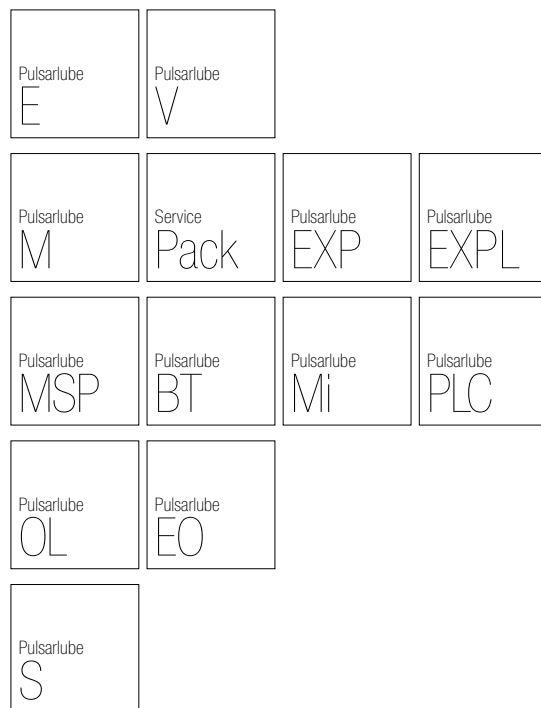 Pulsarlube
E
Pulsarlube
V
Pulsarlube
M
Service
Pack
Pulsarlube
EXP
Pulsarlube
EXPL
Pulsarlube
MSP
Pulsarlube
BT
Pulsarlube
Mi
Pulsarlube
PLC
Pulsarlube
OL
Pulsarlube
EO
Pulsarlube
S